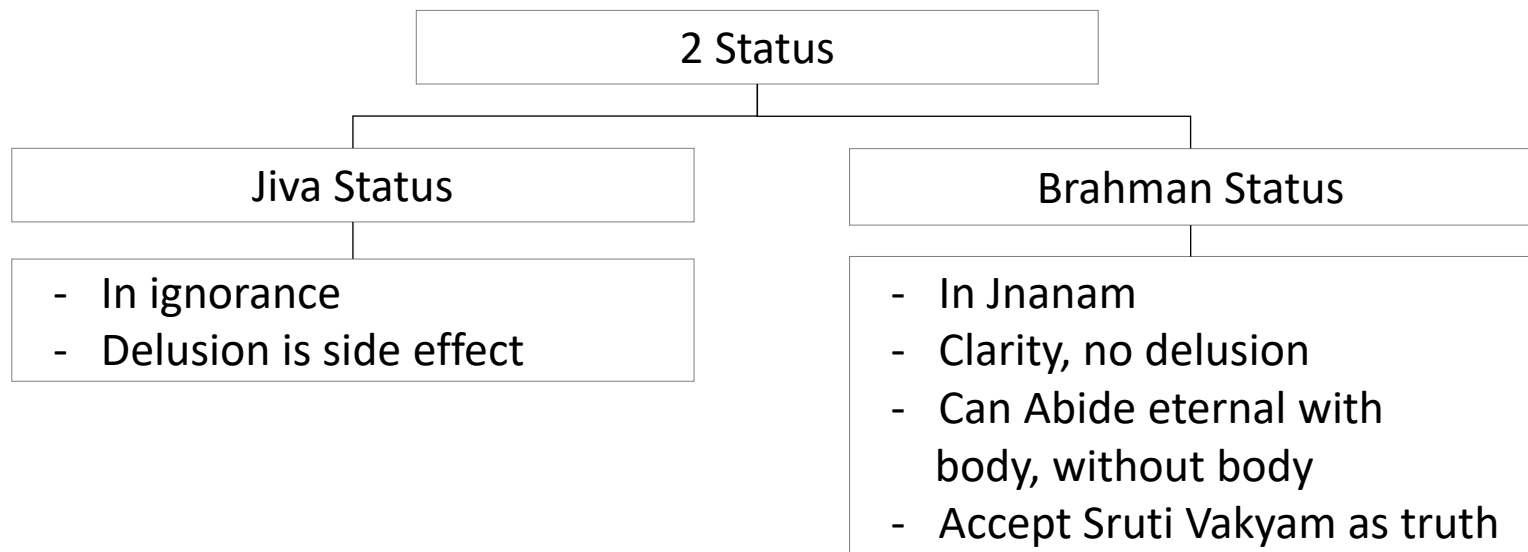 2 Status
Jiva Status
- In ignorance
- Delusion is side effect
Brahman Status
- In Jnanam
- Clarity, no delusion
- Can Abide eternal with
body, without body
- Accept Sruti Vakyam as truth